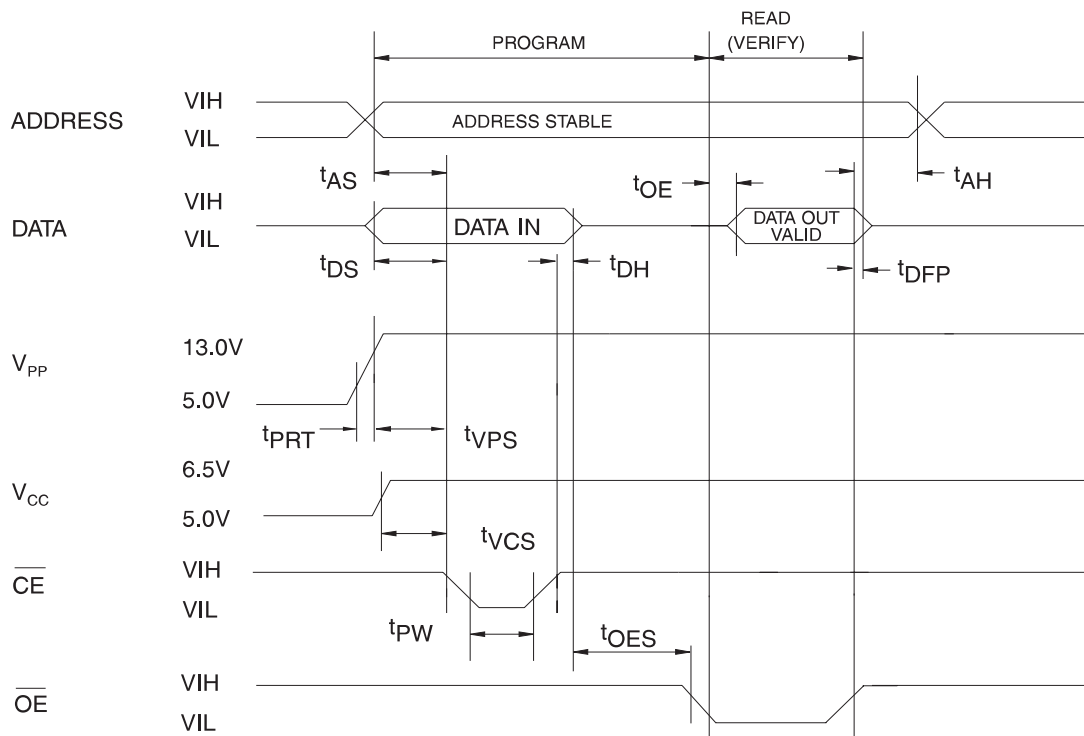 READ
PROGRAM (VERIFY)
VIH
ADDRESS ADDRESS STABLE
VIL
tAS tOE tAH
VIH
DATA DATA IN DATA OUT
VIL VALID
tDS tDH tDFP
13.0V
VPP
5.0V
tPRT tVPS
6.5V
VCC
5.0V
tVCS
VIH
CE
VIL
tPW tOES
VIH
OE
VIL